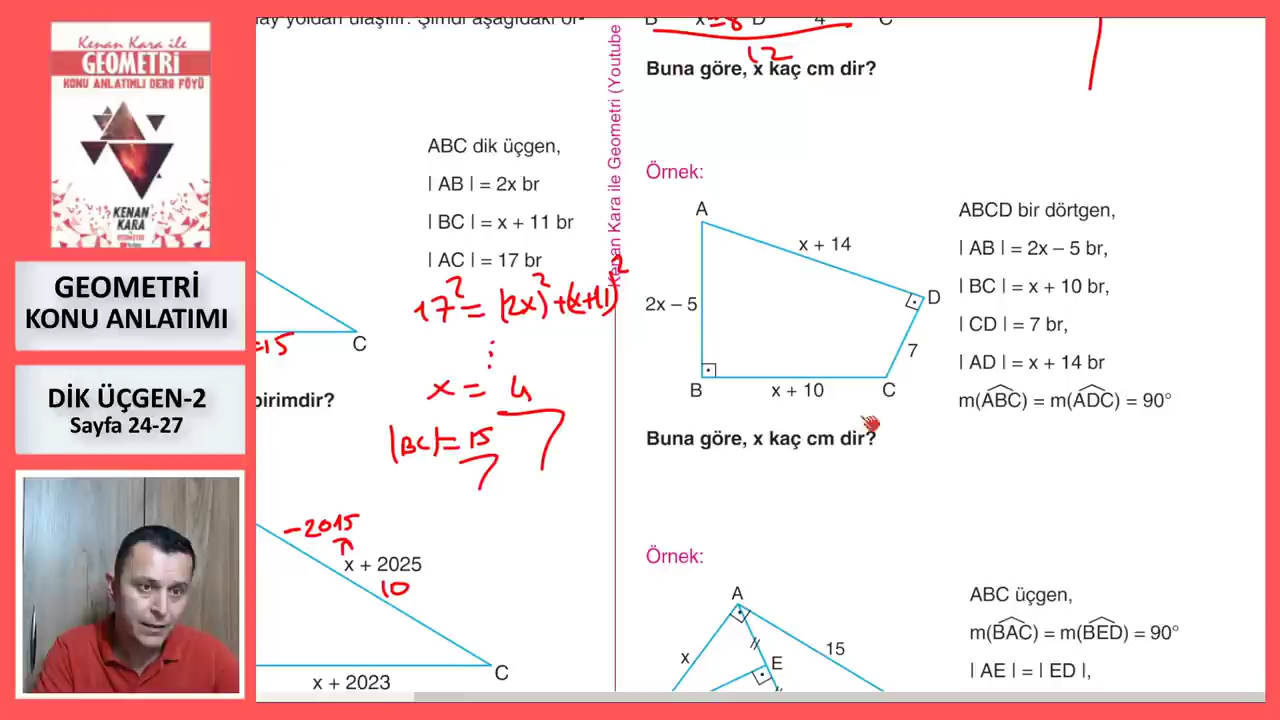 Kenan Kara ile
GEOMETRİ
KONU ANLATIMLI DERS FÖYÜ
KENAN
KARA
GEOMETRİ
KONU ANLATIMI
DİK ÜÇGEN-2
Sayfa 24-27
ABC dik üçgen,
| AB | = 2x br
| BC | = x + 11 br
| AC | = 17 br
17² = (2x)² + (x+11)²
⋮
x = 4
|BC| = 15
=15
C
birimdir?
-2015
x + 2025
10
C
x + 2023
Kenan Kara ile Geometri (Youtube
B x=8 D 4 C
12
Buna göre, x kaç cm dir?
Örnek:
A
x + 14
D
2x – 5
7
B
x + 10
C
ABCD bir dörtgen,
| AB | = 2x – 5 br,
| BC | = x + 10 br,
| CD | = 7 br,
| AD | = x + 14 br
m(ABC) = m(ADC) = 90°
Buna göre, x kaç cm dir?
Örnek:
A
x
15
E
ABC üçgen,
m(BAC) = m(BED) = 90°
| AE | = | ED |,